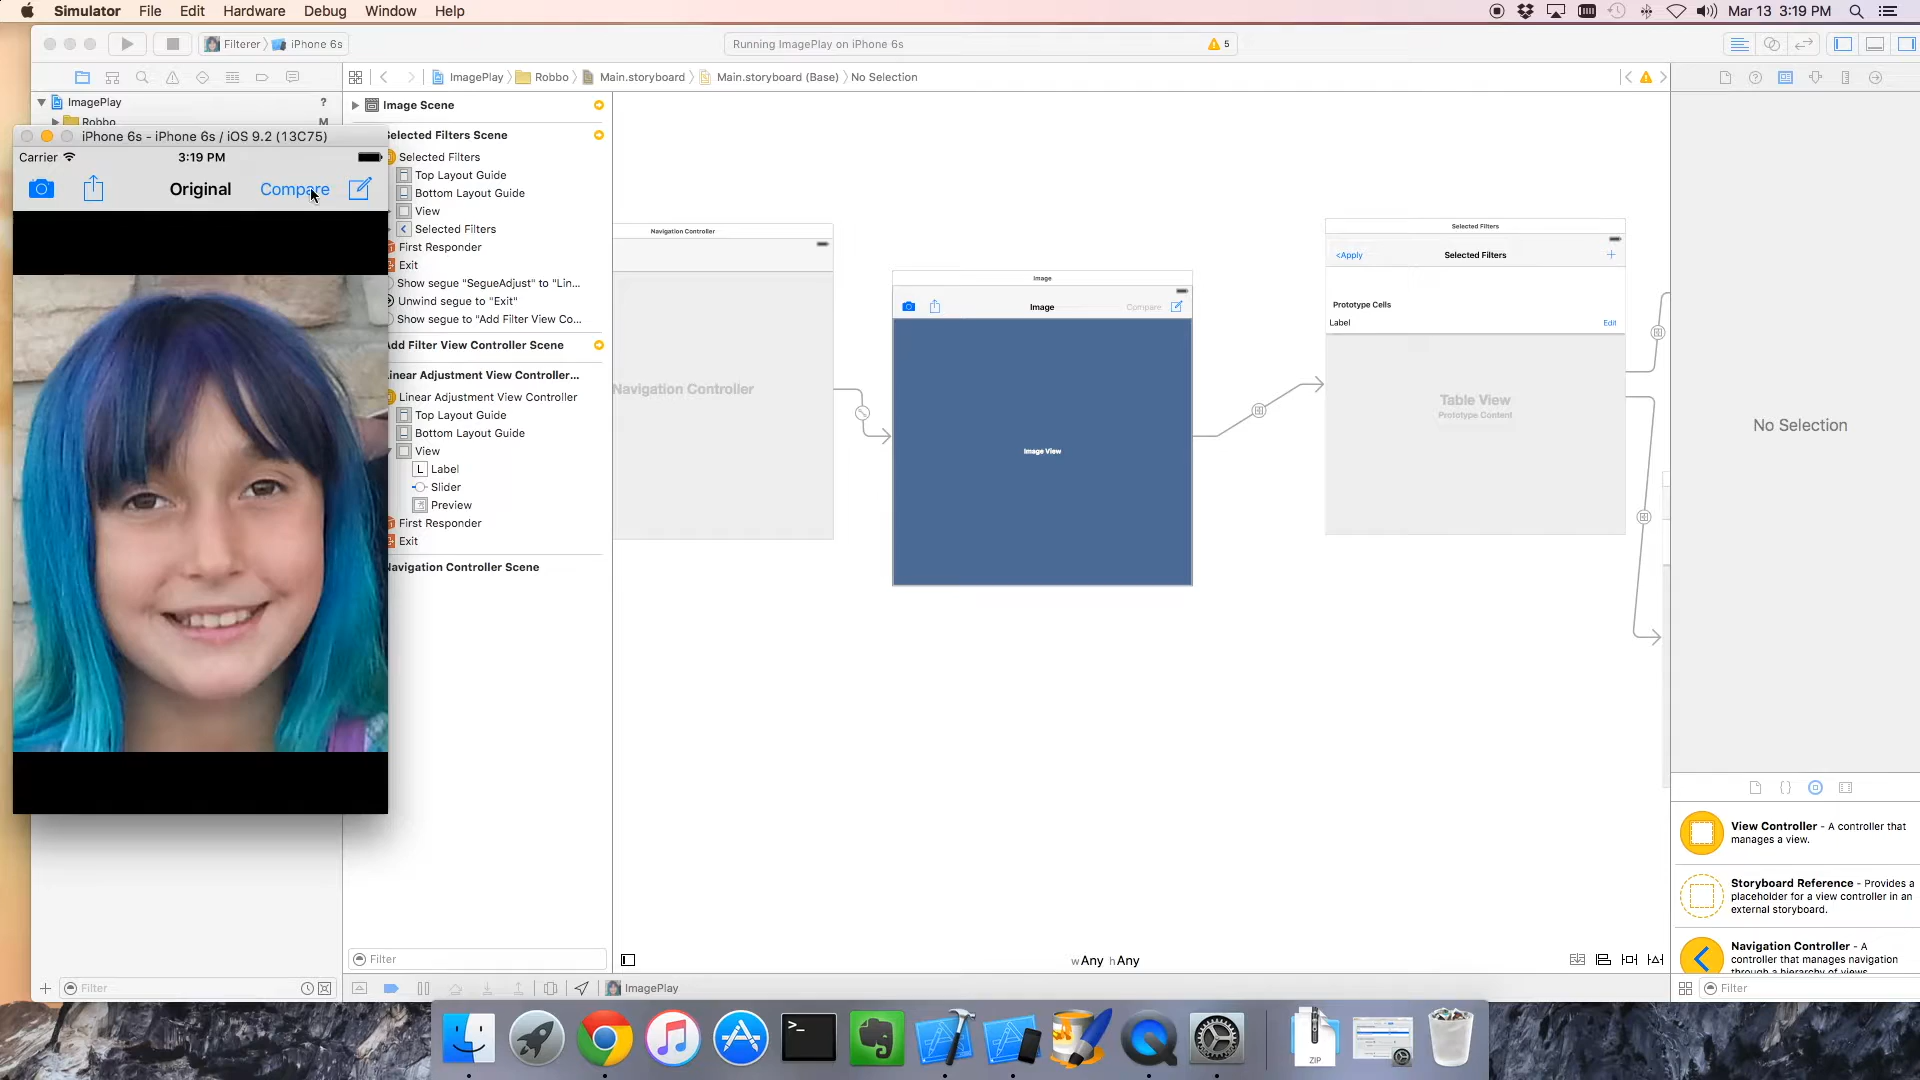 Simulator File Edit Hardware Debug Window Help
Mar 13 3:19 PM
Filterer iPhone 6s
Running ImagePlay on iPhone 6s
5
ImagePlay Robbo Main.storyboard Main.storyboard (Base) No Selection
ImagePlay ?
Robbo M
iPhone 6s - iPhone 6s / iOS 9.2 (13C75)
Carrier 3:19 PM
Original Compare
Image Scene
Selected Filters Scene
Selected Filters
Top Layout Guide
Bottom Layout Guide
View
Selected Filters
First Responder
Exit
Show segue "SegueAdjust" to "Lin...
Unwind segue to "Exit"
Show segue to "Add Filter View Co...
Add Filter View Controller Scene
Linear Adjustment View Controller...
Linear Adjustment View Controller
Top Layout Guide
Bottom Layout Guide
View
L Label
Slider
Preview
First Responder
Exit
Navigation Controller Scene
Filter
Navigation Controller
Navigation Controller
Image
Image Compare
Image View
Selected Filters
<Apply Selected Filters +
Prototype Cells
Label Edit
Table View
Prototype Content
No Selection
wAny hAny
View Controller - A controller that
manages a view.
Storyboard Reference - Provides a
placeholder for a view controller in an
external storyboard.
Navigation Controller - A
controller that manages navigation
through a hierarchy of views.
Filter
ImagePlay
Filter
ZIP